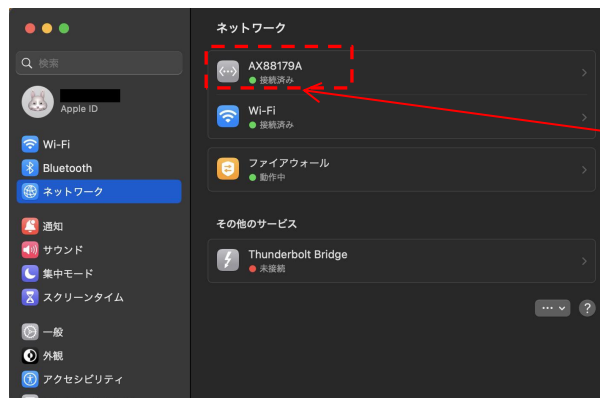 ネットワーク
検索
AX88179A
接続済み
Apple ID
Wi-Fi
接続済み
Wi-Fi
Bluetooth
ネットワーク
ファイアウォール
動作中
通知
サウンド
集中モード
スクリーンタイム
その他のサービス
Thunderbolt Bridge
未接続
一般
外観
アクセシビリティ
?